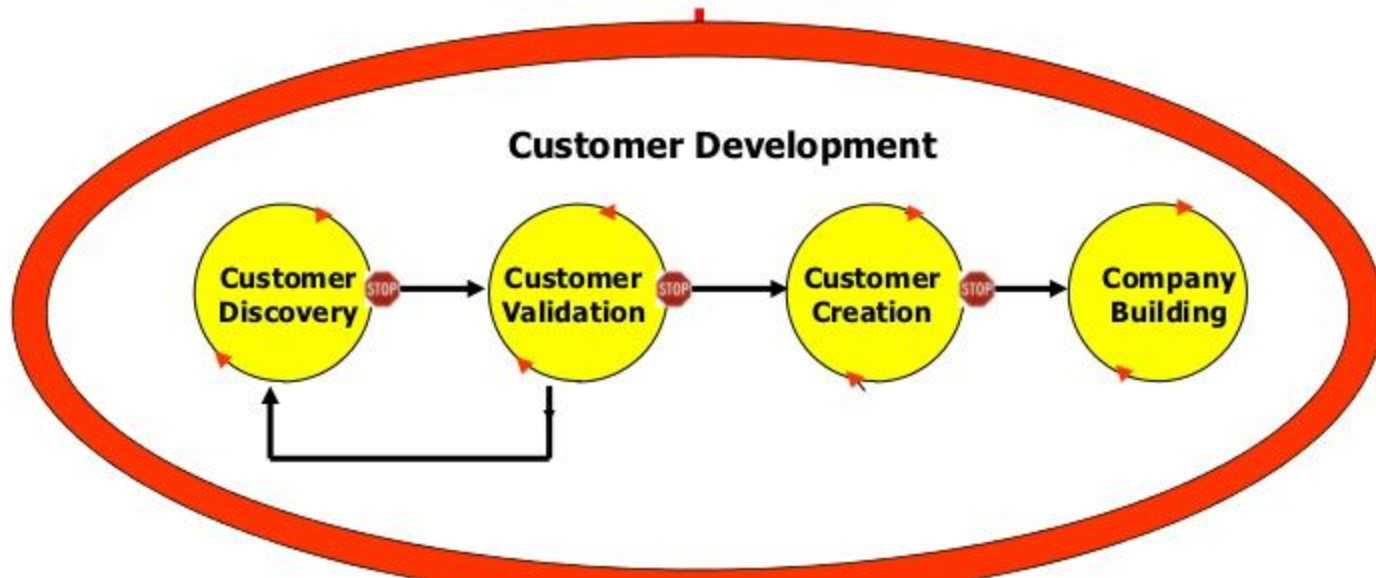 Customer Development
Customer
Discovery
STOP
Customer
Validation
STOP
Customer
Creation
STOP
Company
Building